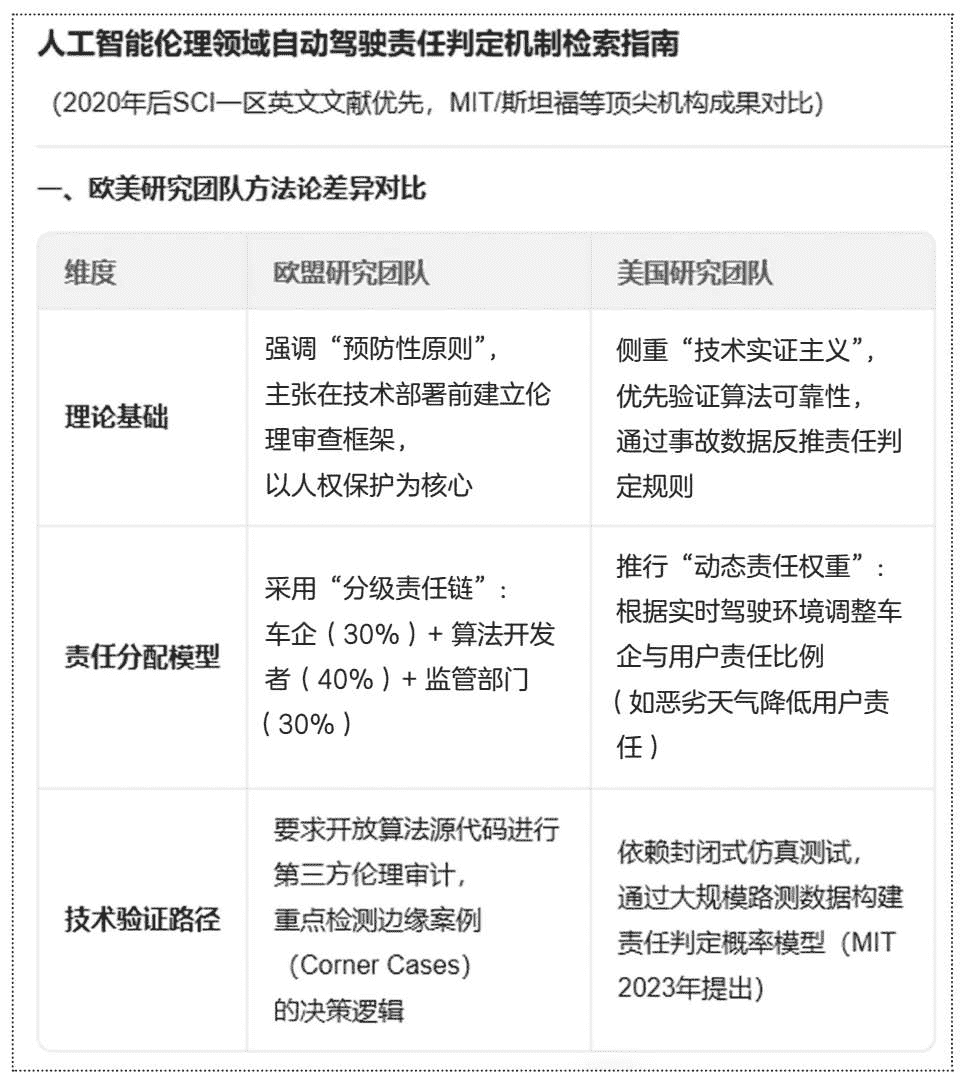 人工智能伦理领域自动驾驶责任判定机制检索指南
(2020年后SCI一区英文文献优先，MIT/斯坦福等顶尖机构成果对比)
一、欧美研究团队方法论差异对比
维度
欧盟研究团队
美国研究团队
理论基础
强调“预防性原则”，
主张在技术部署前建立伦
理审查框架，
以人权保护为核心
侧重“技术实证主义”，
优先验证算法可靠性，
通过事故数据反推责任判
定规则
责任分配模型
采用“分级责任链”：
车企（30%）+ 算法开发
者（40%）+ 监管部门
（30%）
推行“动态责任权重”：
根据实时驾驶环境调整车
企与用户责任比例
（如恶劣天气降低用户责
任）
技术验证路径
要求开放算法源代码进行
第三方伦理审计，
重点检测边缘案例
（Corner Cases）
的决策逻辑
依赖封闭式仿真测试，
通过大规模路测数据构建
责任判定概率模型（MIT
2023年提出）